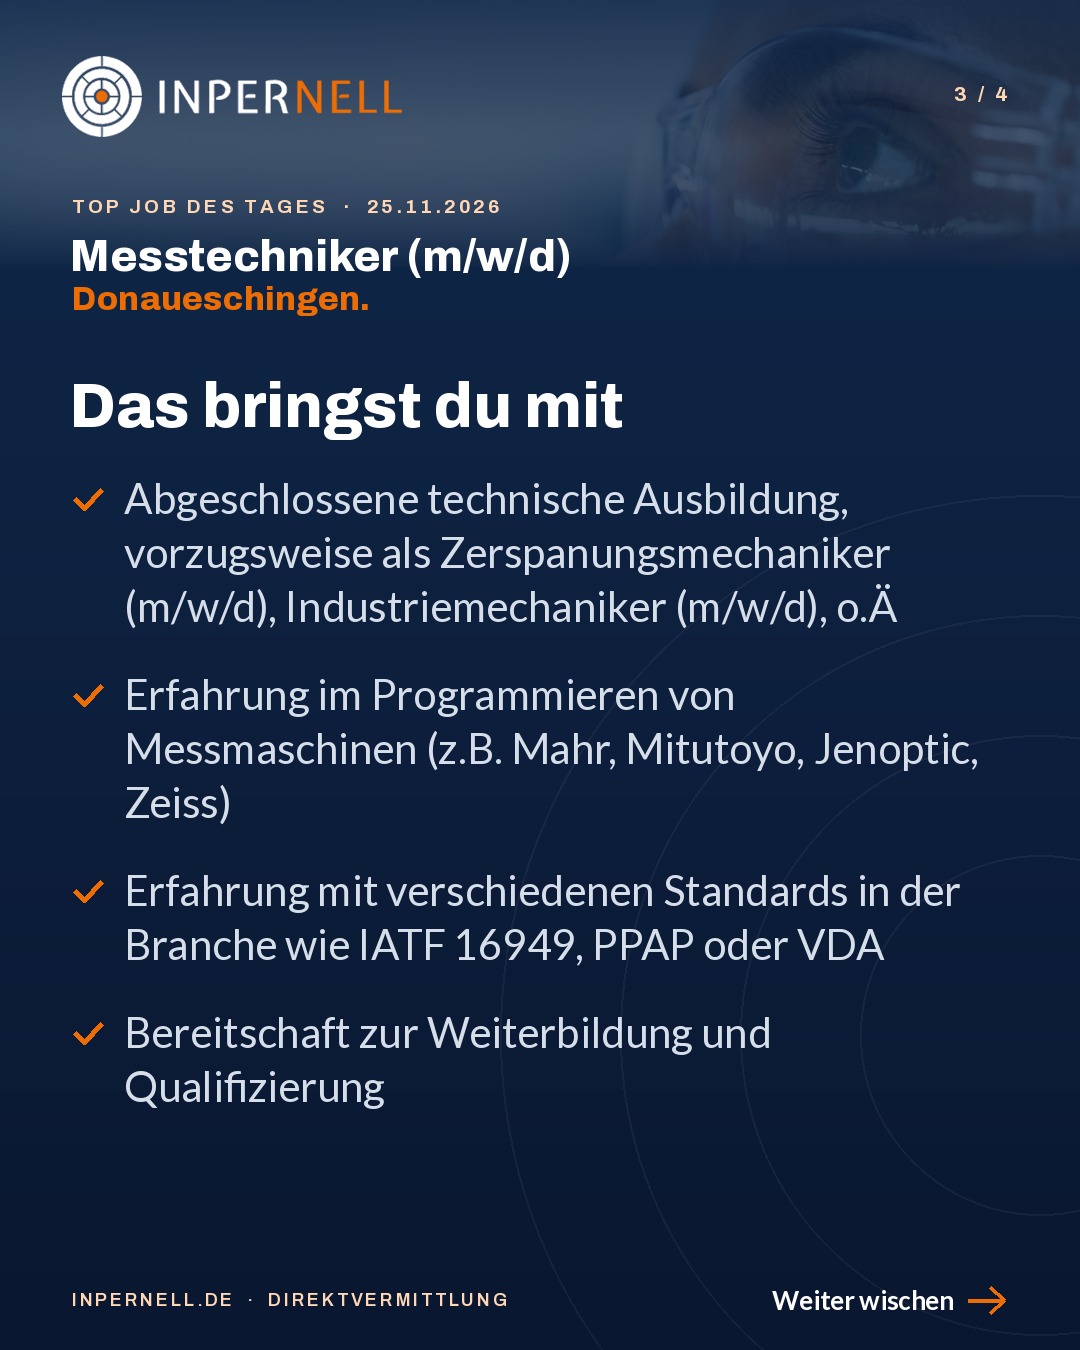 INPERNELL
3 / 4
TOP JOB DES TAGES · 25.11.2026
Messtechniker (m/w/d)
Donaueschingen.
Das bringst du mit
Abgeschlossene technische Ausbildung,
vorzugsweise als Zerspanungsmechaniker
(m/w/d), Industriemechaniker (m/w/d), o.Ä
Erfahrung im Programmieren von
Messmaschinen (z.B. Mahr, Mitutoyo, Jenoptic,
Zeiss)
Erfahrung mit verschiedenen Standards in der
Branche wie IATF 16949, PPAP oder VDA
Bereitschaft zur Weiterbildung und
Qualifizierung
INPERNELL.DE · DIREKTVERMITTLUNG
Weiter wischen →